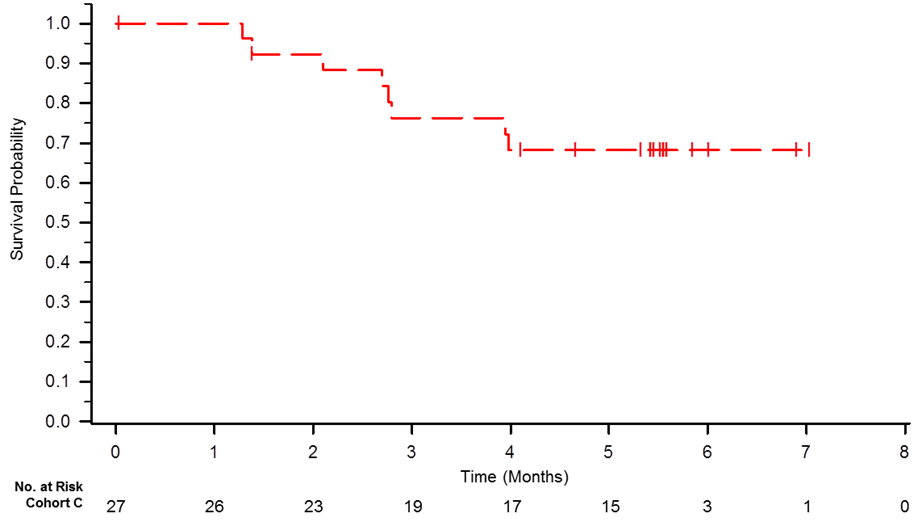 1.0
0.9
0.8
0.7
0.6
0.5
0.4
0.3
0.2
0.1
0.0
Survival Probability
0 1 2 3 4 5 6 7 8
Time (Months)
No. at Risk
Cohort C
27 26 23 19 17 15 3 1 0